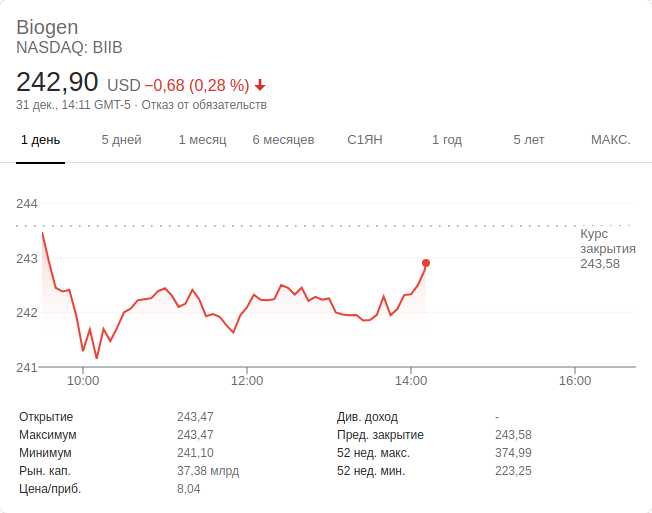 Biogen
NASDAQ: BIIB
242,90 USD −0,68 (0,28 %)
31 дек., 14:11 GMT-5 · Отказ от обязательств
1 день 5 дней 1 месяц 6 месяцев С1ЯН 1 год 5 лет МАКС.
244
243
242
241
Курс
закрытия
243,58
10:00 12:00 14:00 16:00
Открытие 243,47 Див. доход -
Максимум 243,47 Пред. закрытие 243,58
Минимум 241,10 52 нед. макс. 374,99
Рын. кап. 37,38 млрд 52 нед. мин. 223,25
Цена/приб. 8,04